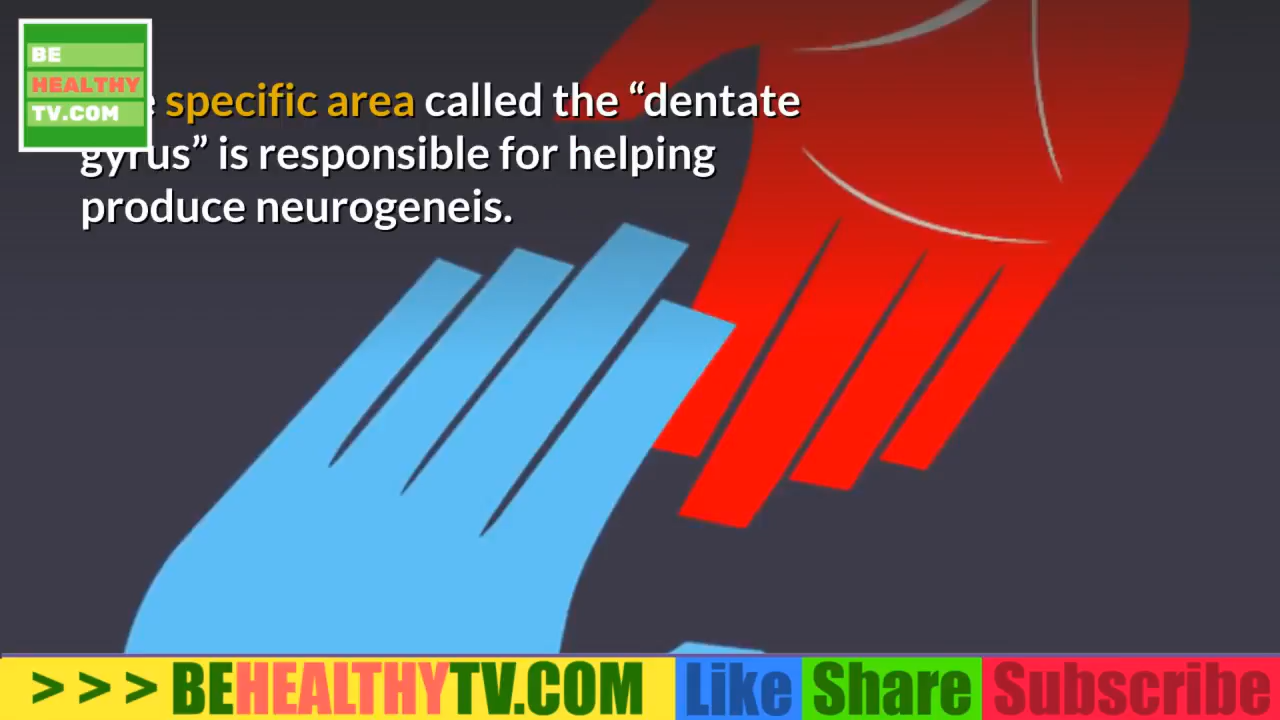 BE
HEALTHY
TV.COM
specific area called the “dentate
gyrus” is responsible for helping
produce neurogeneis.
> > > BEHEALTHYTV.COM Like Share Subscribe